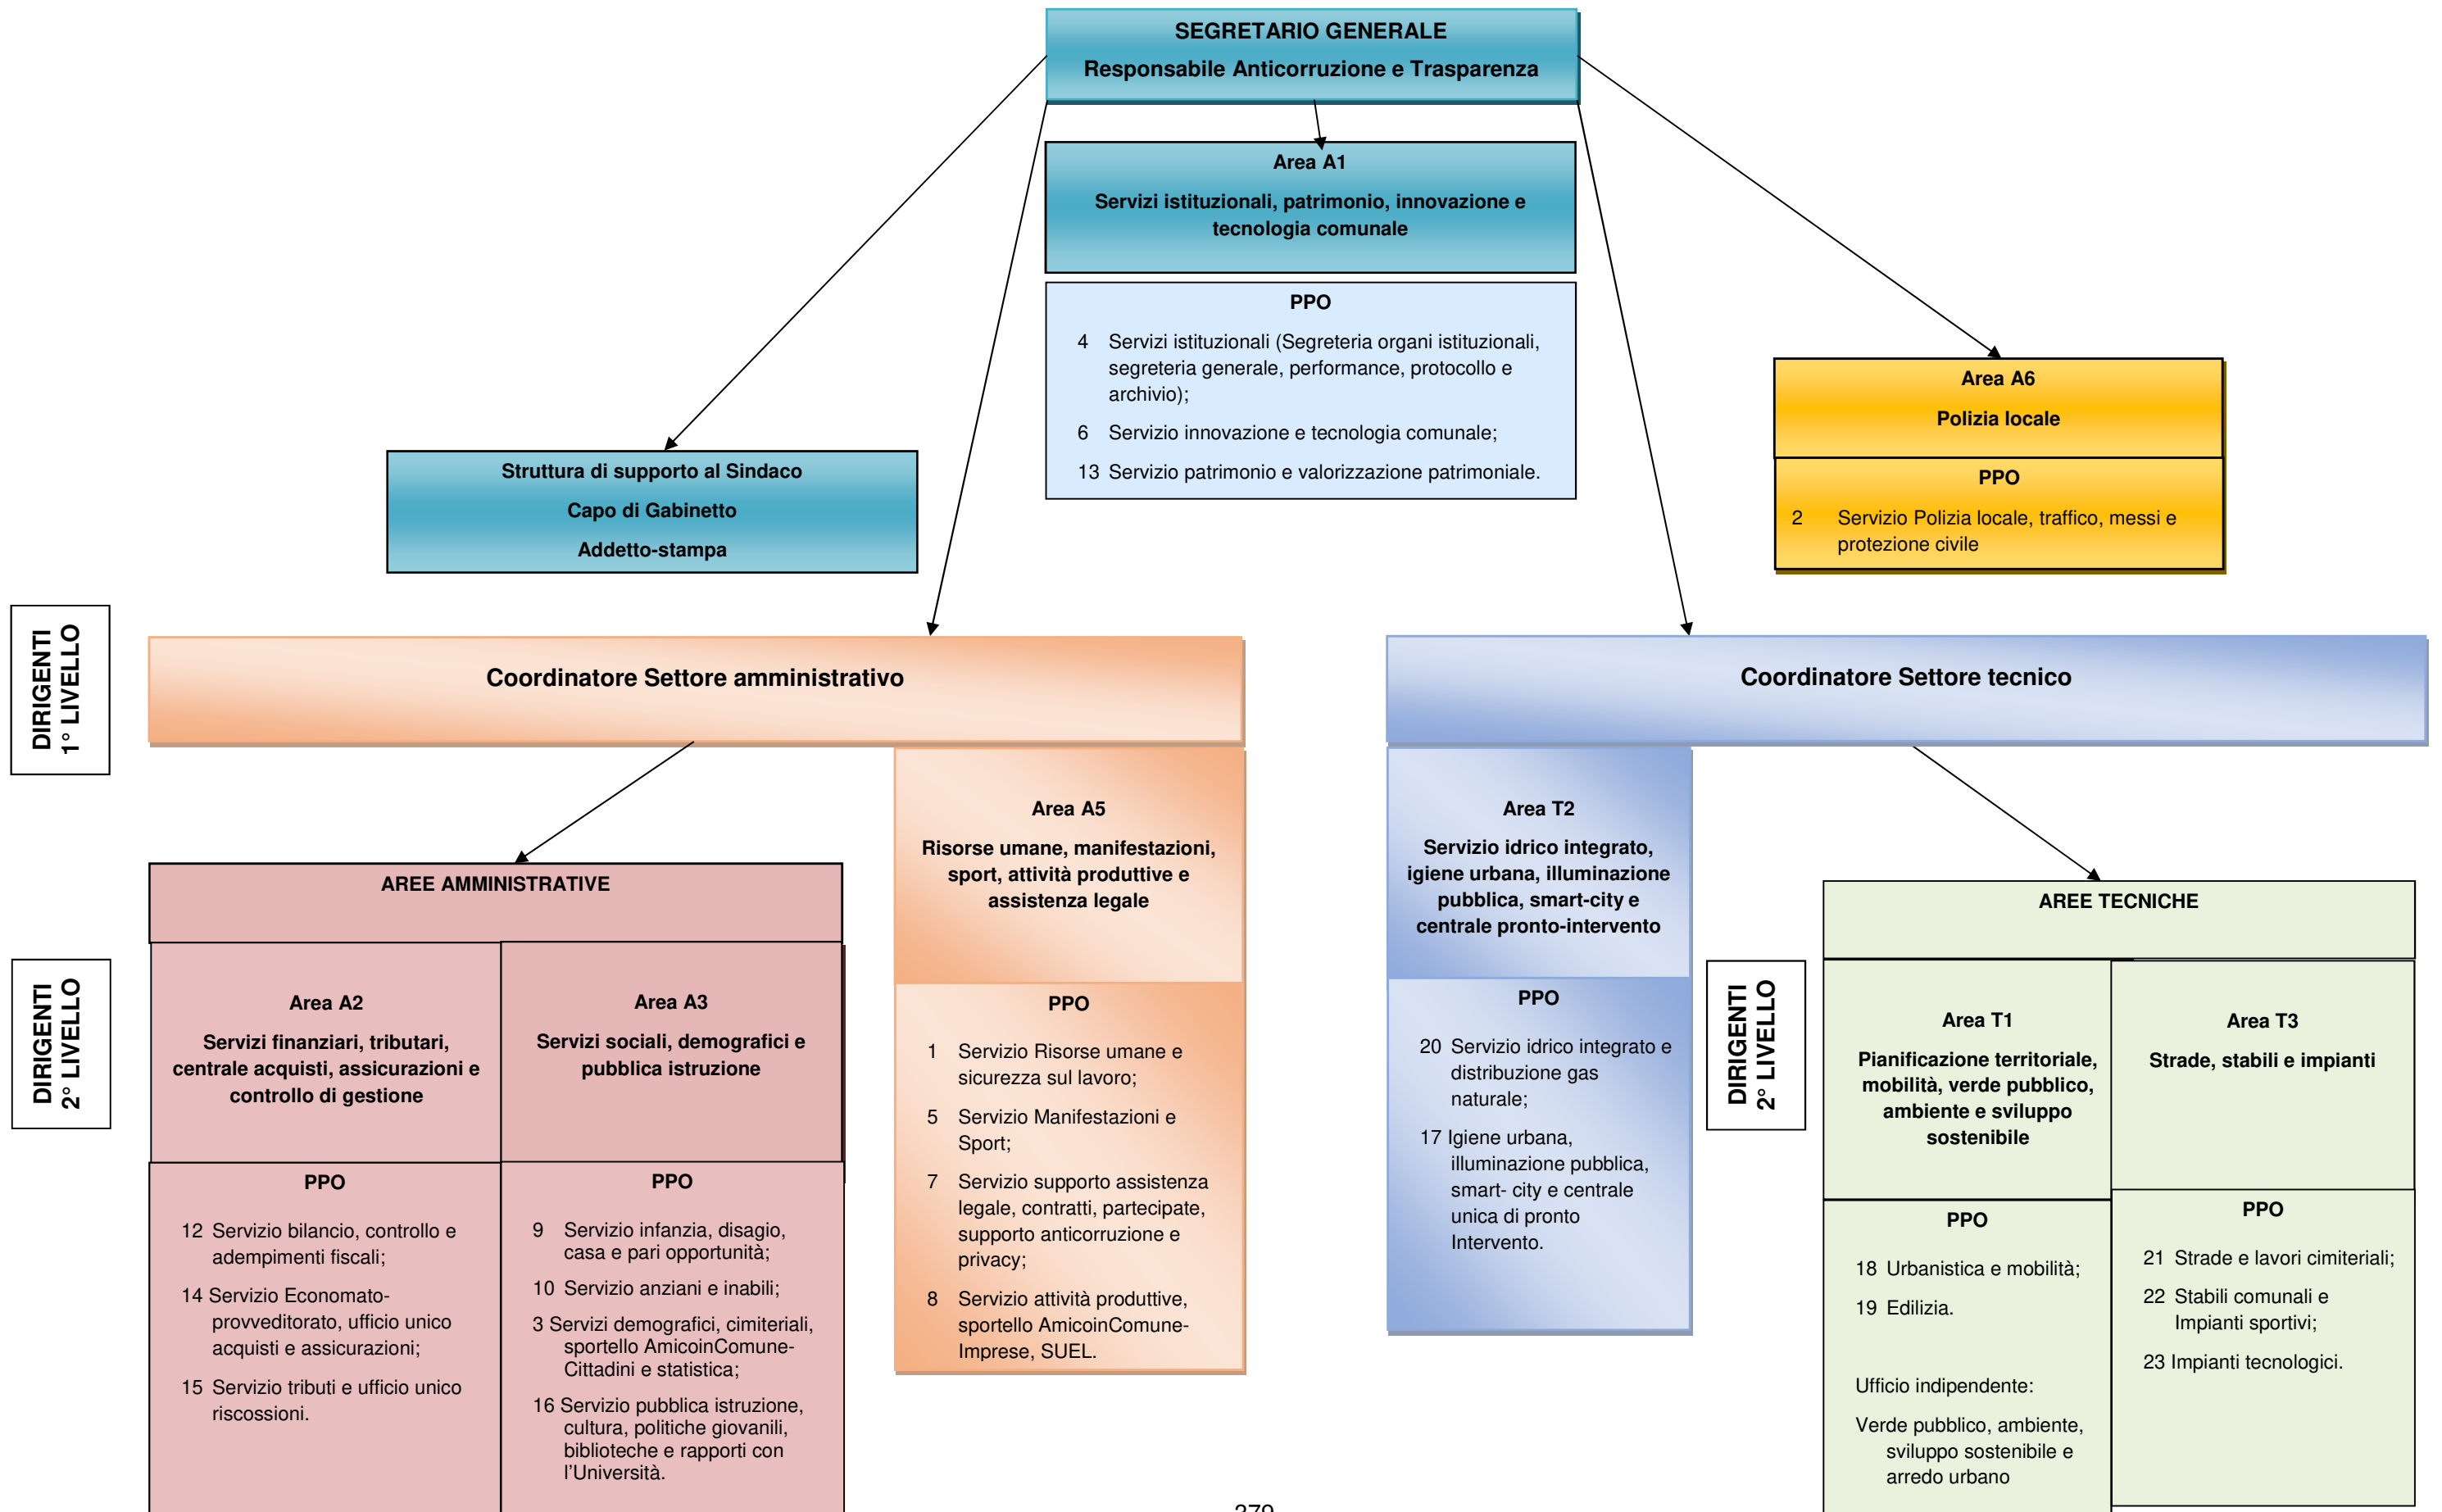 SEGRETARIO GENERALE
Responsabile Anticorruzione e Trasparenza
Area A1
Servizi istituzionali, patrimonio, innovazione e
tecnologia comunale
PPO
4 Servizi istituzionali (Segreteria organi istituzionali,
segreteria generale, performance, protocollo e
archivio);
6 Servizio innovazione e tecnologia comunale;
13 Servizio patrimonio e valorizzazione patrimoniale.
Area A6
Polizia locale
PPO
2 Servizio Polizia locale, traffico, messi e
protezione civile
Struttura di supporto al Sindaco
Capo di Gabinetto
Addetto-stampa
DIRIGENTI
1° LIVELLO
Coordinatore Settore amministrativo
Coordinatore Settore tecnico
AREE AMMINISTRATIVE
DIRIGENTI
2° LIVELLO
Area A2
Servizi finanziari, tributari,
centrale acquisti, assicurazioni e
controllo di gestione
PPO
12 Servizio bilancio, controllo e
adempimenti fiscali;
14 Servizio Economato-
provveditorato, ufficio unico
acquisti e assicurazioni;
15 Servizio tributi e ufficio unico
riscossioni.
Area A3
Servizi sociali, demografici e
pubblica istruzione
PPO
9 Servizio infanzia, disagio,
casa e pari opportunità;
10 Servizio anziani e inabili;
3 Servizi demografici, cimiteriali,
sportello AmicoinComune-
Cittadini e statistica;
16 Servizio pubblica istruzione,
cultura, politiche giovanili,
biblioteche e rapporti con
l'Università.
Area A5
Risorse umane, manifestazioni,
sport, attività produttive e
assistenza legale
PPO
1 Servizio Risorse umane e
sicurezza sul lavoro;
5 Servizio Manifestazioni e
Sport;
7 Servizio supporto assistenza
legale, contratti, partecipate,
supporto anticorruzione e
privacy;
8 Servizio attività produttive,
sportello AmicoinComune-
Imprese, SUEL.
Area T2
Servizio idrico integrato,
igiene urbana, illuminazione
pubblica, smart-city e
centrale pronto-intervento
PPO
20 Servizio idrico integrato e
distribuzione gas
naturale;
17 Igiene urbana,
illuminazione pubblica,
smart- city e centrale
unica di pronto
Intervento.
DIRIGENTI
2° LIVELLO
AREE TECNICHE
Area T1
Pianificazione territoriale,
mobilità, verde pubblico,
ambiente e sviluppo
sostenibile
PPO
18 Urbanistica e mobilità;
19 Edilizia.
Ufficio indipendente:
Verde pubblico, ambiente,
sviluppo sostenibile e
arredo urbano
Area T3
Strade, stabili e impianti
PPO
21 Strade e lavori cimiteriali;
22 Stabili comunali e
Impianti sportivi;
23 Impianti tecnologici.
379